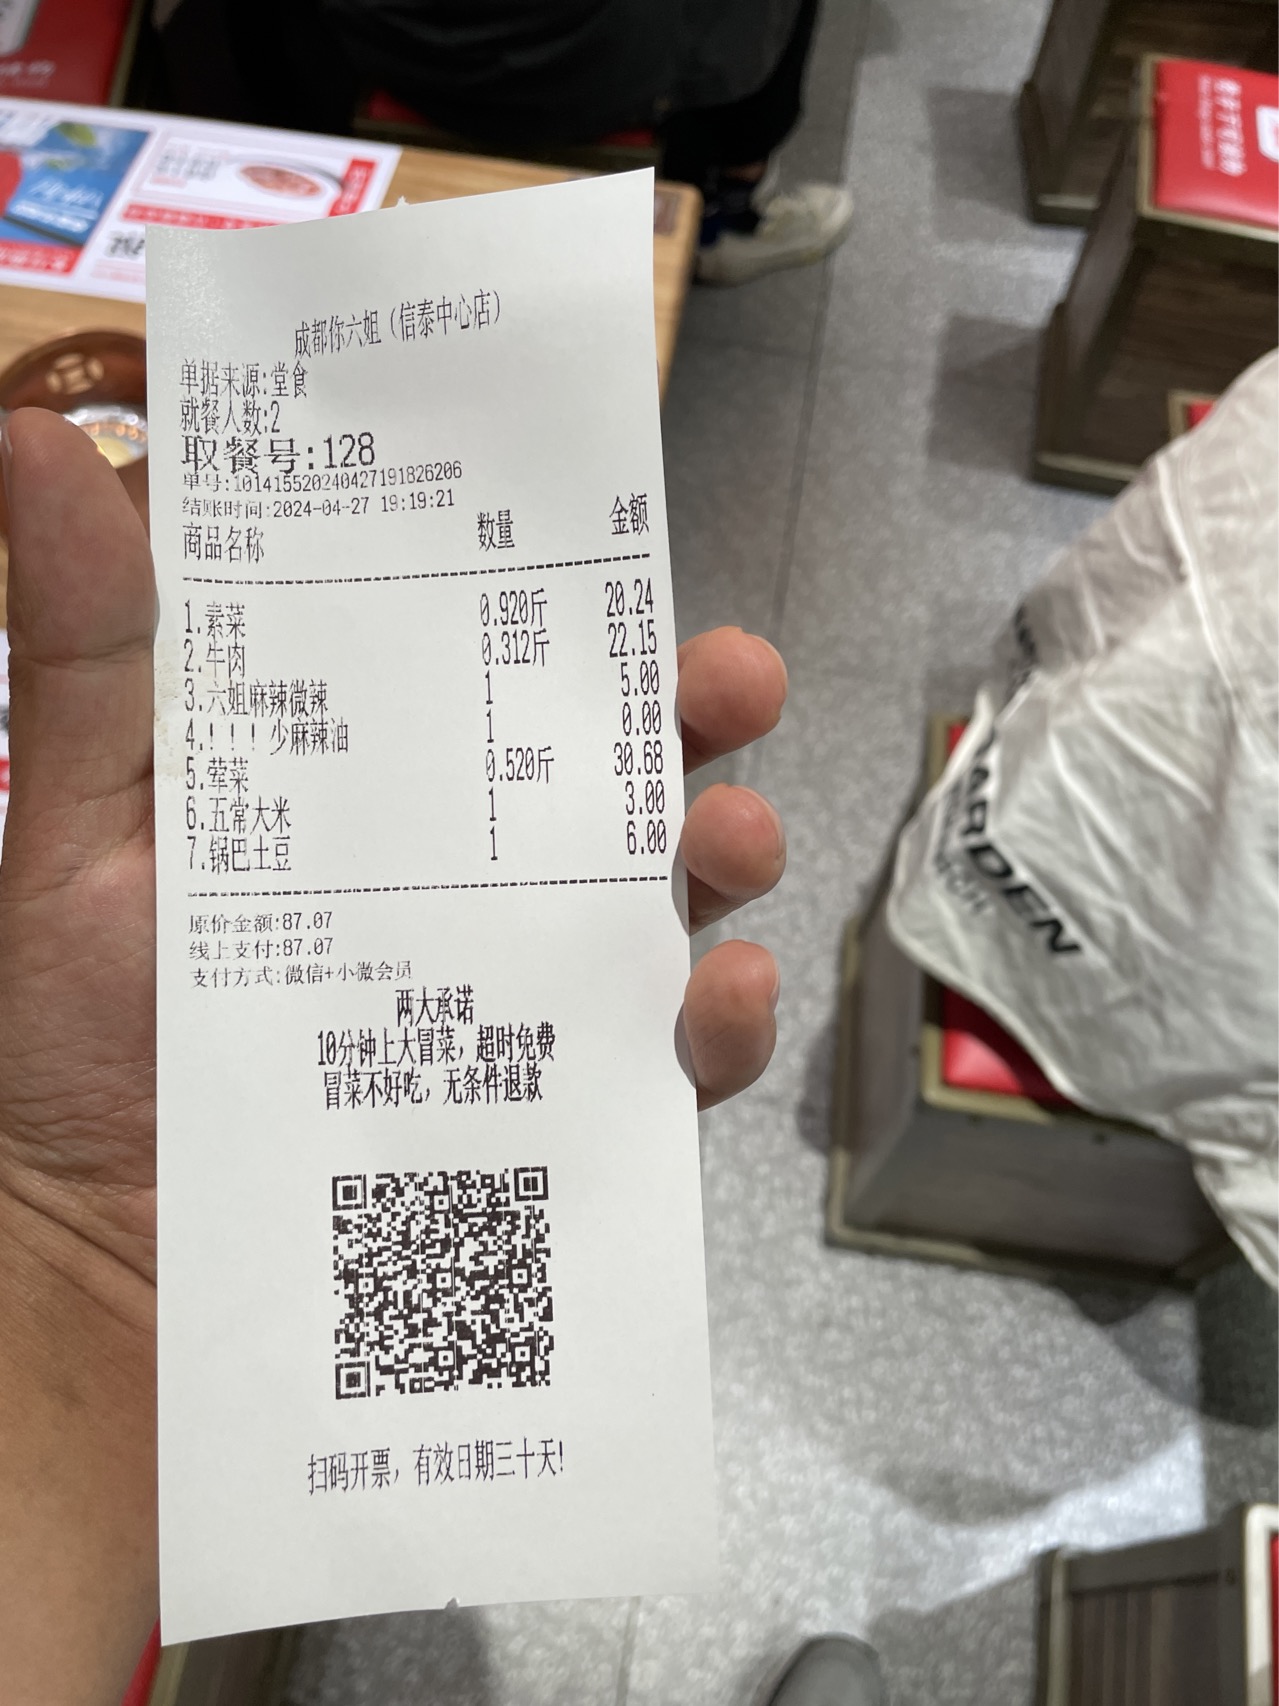 成都你六姐（信泰中心店）
单据来源:堂食
就餐人数:2
取餐号:128
单号:101415520240427191826206
结账时间:2024-04-27 19:19:21
商品名称 数量 金额
1.素菜 0.920斤 20.24
2.牛肉 0.312斤 22.15
3.六姐麻辣微辣 1 5.00
4.！！！少麻辣油 1 0.00
5.荤菜 0.520斤 30.68
6.五常大米 1 3.00
7.锅巴土豆 1 6.00
原价金额:87.07
线上支付:87.07
支付方式:微信+小微会员
两大承诺
10分钟上大冒菜，超时免费
冒菜不好吃，无条件退款
扫码开票，有效日期三十天!
ARDEN